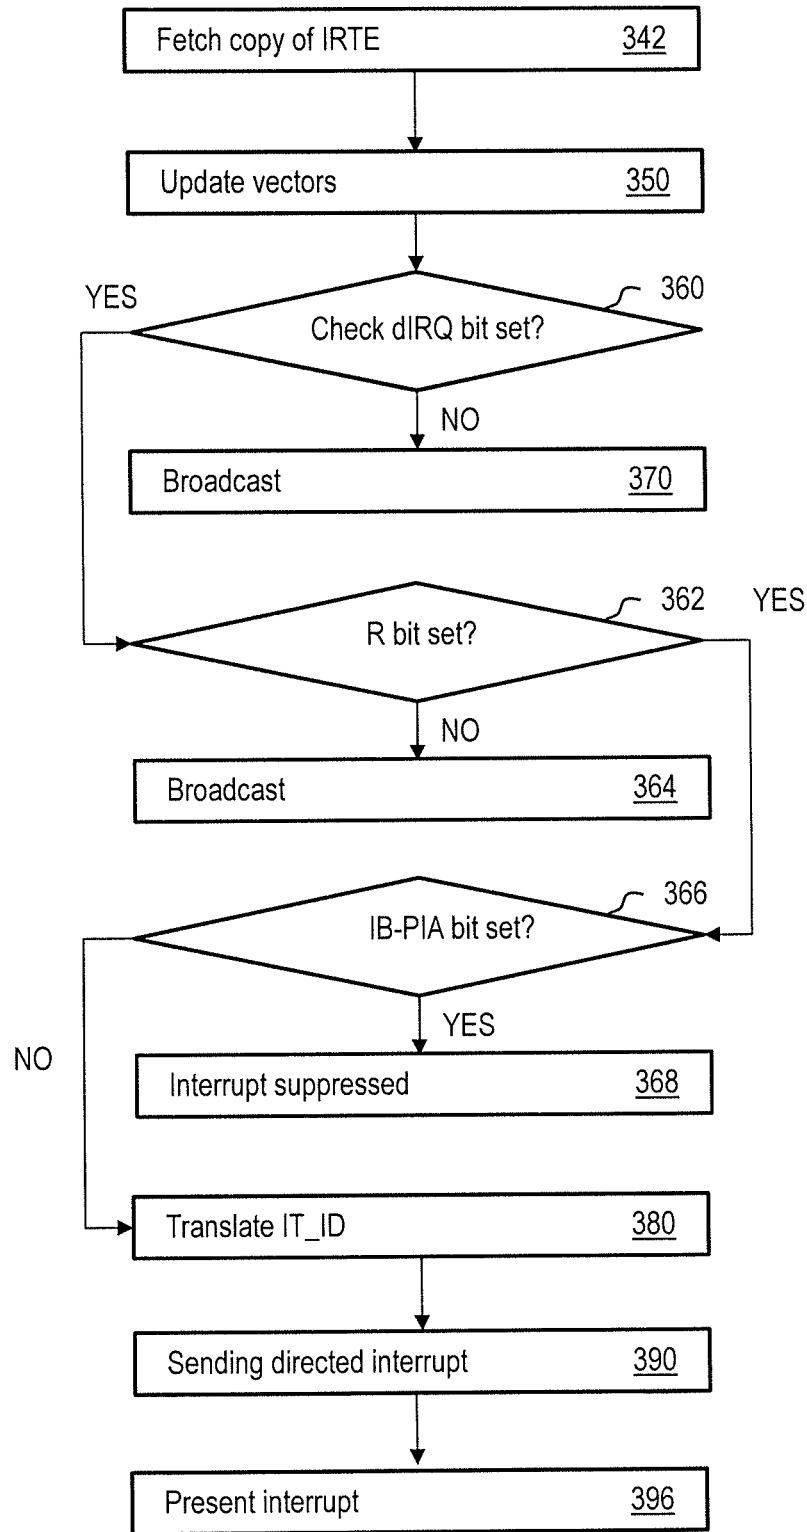 Fetch copy of IRTE 342
Update vectors 350
YES
360
Check dIRQ bit set?
NO
Broadcast 370
362
YES
R bit set?
NO
Broadcast 364
366
IB-PIA bit set?
YES
NO
Interrupt suppressed 368
Translate IT_ID 380
Sending directed interrupt 390
Present interrupt 396